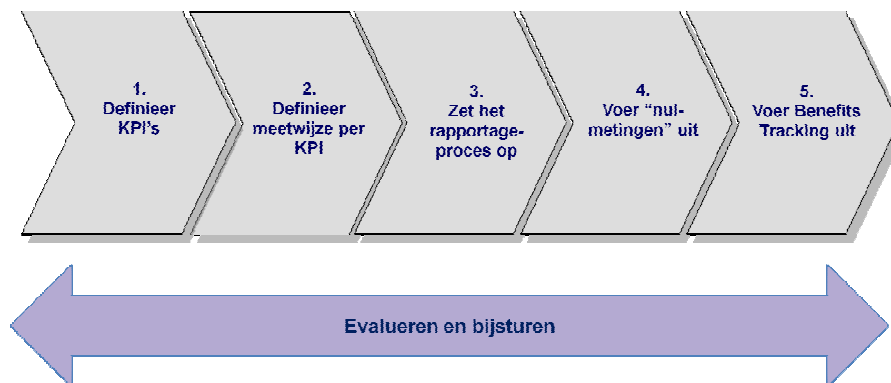 1.
Definieer
KPI's
2.
Definieer
meetwijze per
KPI
3.
Zet het
rapportage-
proces op
4.
Voer “nul-
metingen” uit
5.
Voer Benefits
Tracking uit
Evalueren en bijsturen